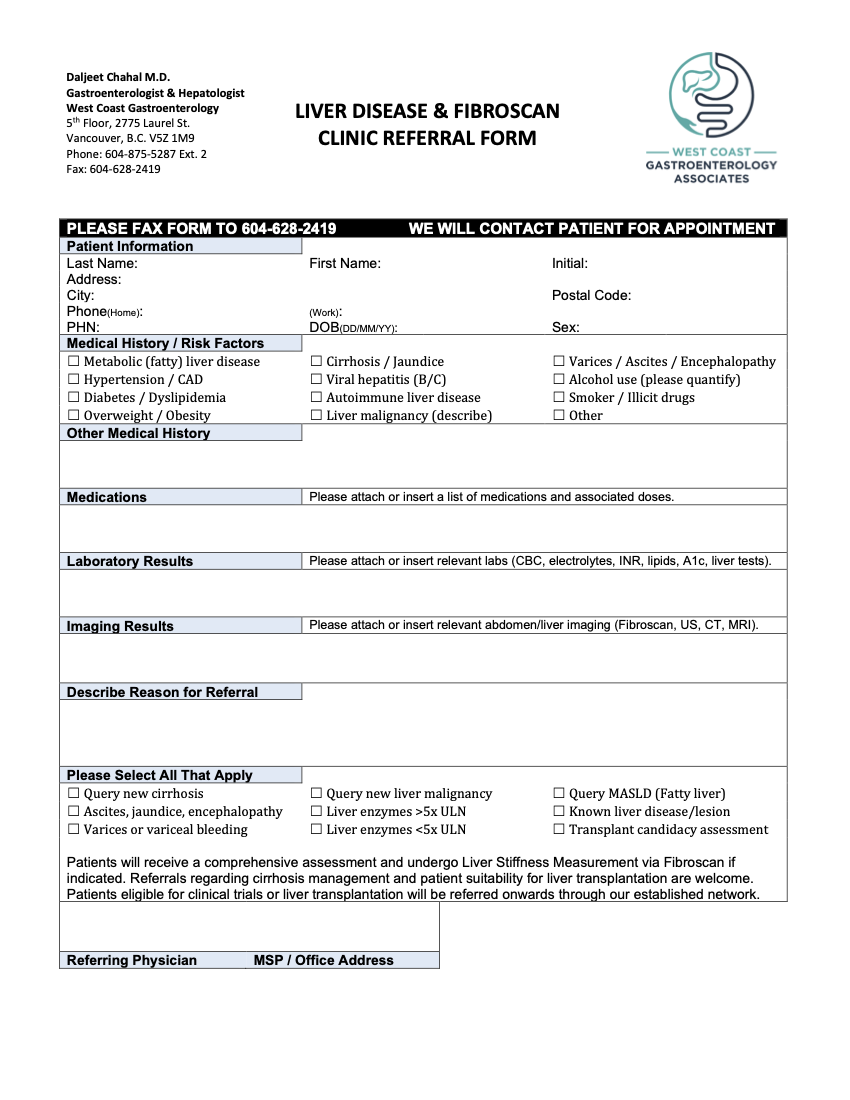 Daljeet Chahal M.D.
Gastroenterologist & Hepatologist
West Coast Gastroenterology
5th Floor, 2775 Laurel St.
Vancouver, B.C. V5Z 1M9
Phone: 604-875-5287 Ext. 2
Fax: 604-628-2419
LIVER DISEASE & FIBROSCAN
CLINIC REFERRAL FORM
WEST COAST
GASTROENTEROLOGY
ASSOCIATES
PLEASE FAX FORM TO 604-628-2419 WE WILL CONTACT PATIENT FOR APPOINTMENT
Patient Information
Last Name: First Name: Initial:
Address:
City: Postal Code:
Phone(Home): (Work):
PHN: DOB(DD/MM/YY): Sex:
Medical History / Risk Factors
☐ Metabolic (fatty) liver disease ☐ Cirrhosis / Jaundice ☐ Varices / Ascites / Encephalopathy
☐ Hypertension / CAD ☐ Viral hepatitis (B/C) ☐ Alcohol use (please quantify)
☐ Diabetes / Dyslipidemia ☐ Autoimmune liver disease ☐ Smoker / Illicit drugs
☐ Overweight / Obesity ☐ Liver malignancy (describe) ☐ Other
Other Medical History
Medications Please attach or insert a list of medications and associated doses.
Laboratory Results Please attach or insert relevant labs (CBC, electrolytes, INR, lipids, A1c, liver tests).
Imaging Results Please attach or insert relevant abdomen/liver imaging (Fibroscan, US, CT, MRI).
Describe Reason for Referral
Please Select All That Apply
☐ Query new cirrhosis ☐ Query new liver malignancy ☐ Query MASLD (Fatty liver)
☐ Ascites, jaundice, encephalopathy ☐ Liver enzymes >5x ULN ☐ Known liver disease/lesion
☐ Varices or variceal bleeding ☐ Liver enzymes <5x ULN ☐ Transplant candidacy assessment
Patients will receive a comprehensive assessment and undergo Liver Stiffness Measurement via Fibroscan if
indicated. Referrals regarding cirrhosis management and patient suitability for liver transplantation are welcome.
Patients eligible for clinical trials or liver transplantation will be referred onwards through our established network.
Referring Physician MSP / Office Address